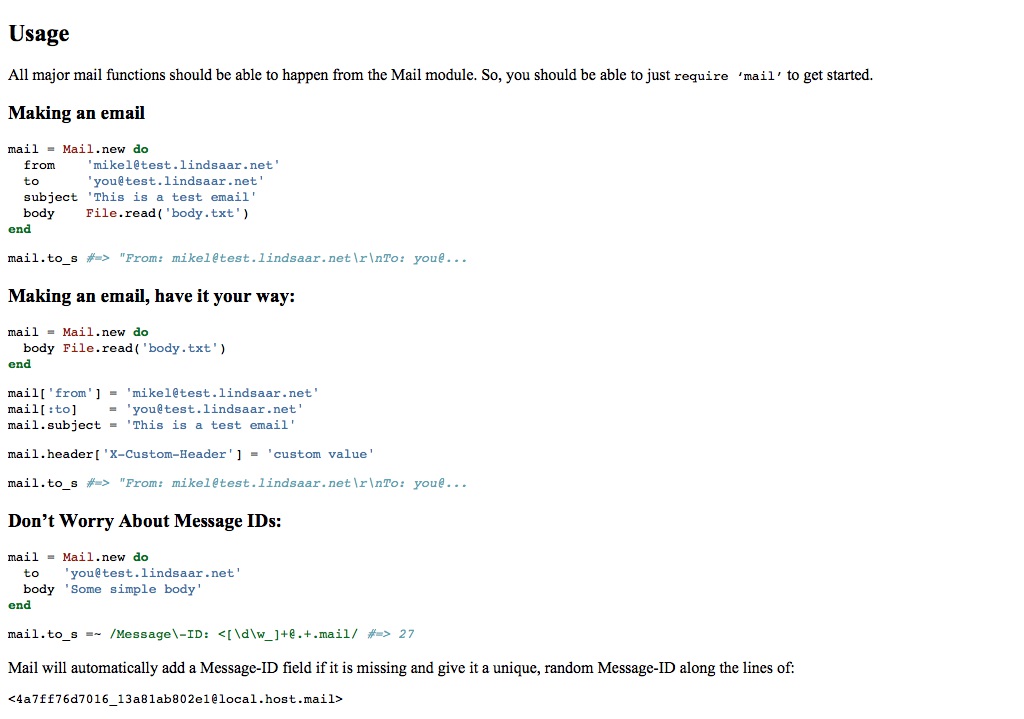 Usage
All major mail functions should be able to happen from the Mail module. So, you should be able to just require ‘mail’ to get started.
Making an email
mail = Mail.new do
  from    'mikel@test.lindsaar.net'
  to      'you@test.lindsaar.net'
  subject 'This is a test email'
  body    File.read('body.txt')
end
mail.to_s #=> "From: mikel@test.lindsaar.net\r\nTo: you@...
Making an email, have it your way:
mail = Mail.new do
  body File.read('body.txt')
end
mail['from'] = 'mikel@test.lindsaar.net'
mail[:to]    = 'you@test.lindsaar.net'
mail.subject = 'This is a test email'
mail.header['X-Custom-Header'] = 'custom value'
mail.to_s #=> "From: mikel@test.lindsaar.net\r\nTo: you@...
Don’t Worry About Message IDs:
mail = Mail.new do
  to   'you@test.lindsaar.net'
  body 'Some simple body'
end
mail.to_s =~ /Message\-ID: <[\d\w_]+@.+.mail/ #=> 27
Mail will automatically add a Message-ID field if it is missing and give it a unique, random Message-ID along the lines of:
<4a7ff76d7016_13a81ab802e1@local.host.mail>